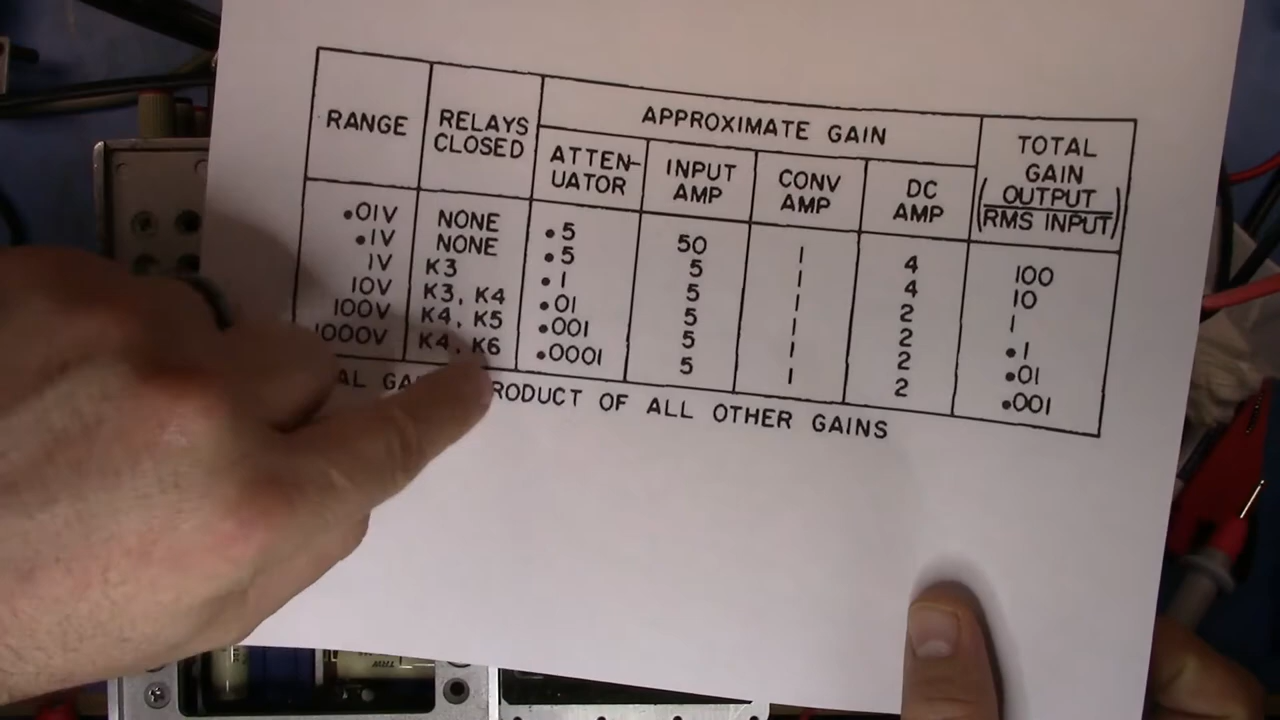 RANGE RELAYS CLOSED APPROXIMATE GAIN TOTAL GAIN (OUTPUT/RMS INPUT)
ATTEN-UATOR INPUT AMP CONV AMP DC AMP
.01V NONE .5 50 1 4 100
.1V NONE .5 5 1 4 10
1V K3 .1 5 1 2 1
10V K3, K4 .01 5 1 2 .1
100V K4, K5 .001 5 1 2 .01
1000V K4, K6 .0001 5 1 2 .001
PRODUCT OF ALL OTHER GAINS